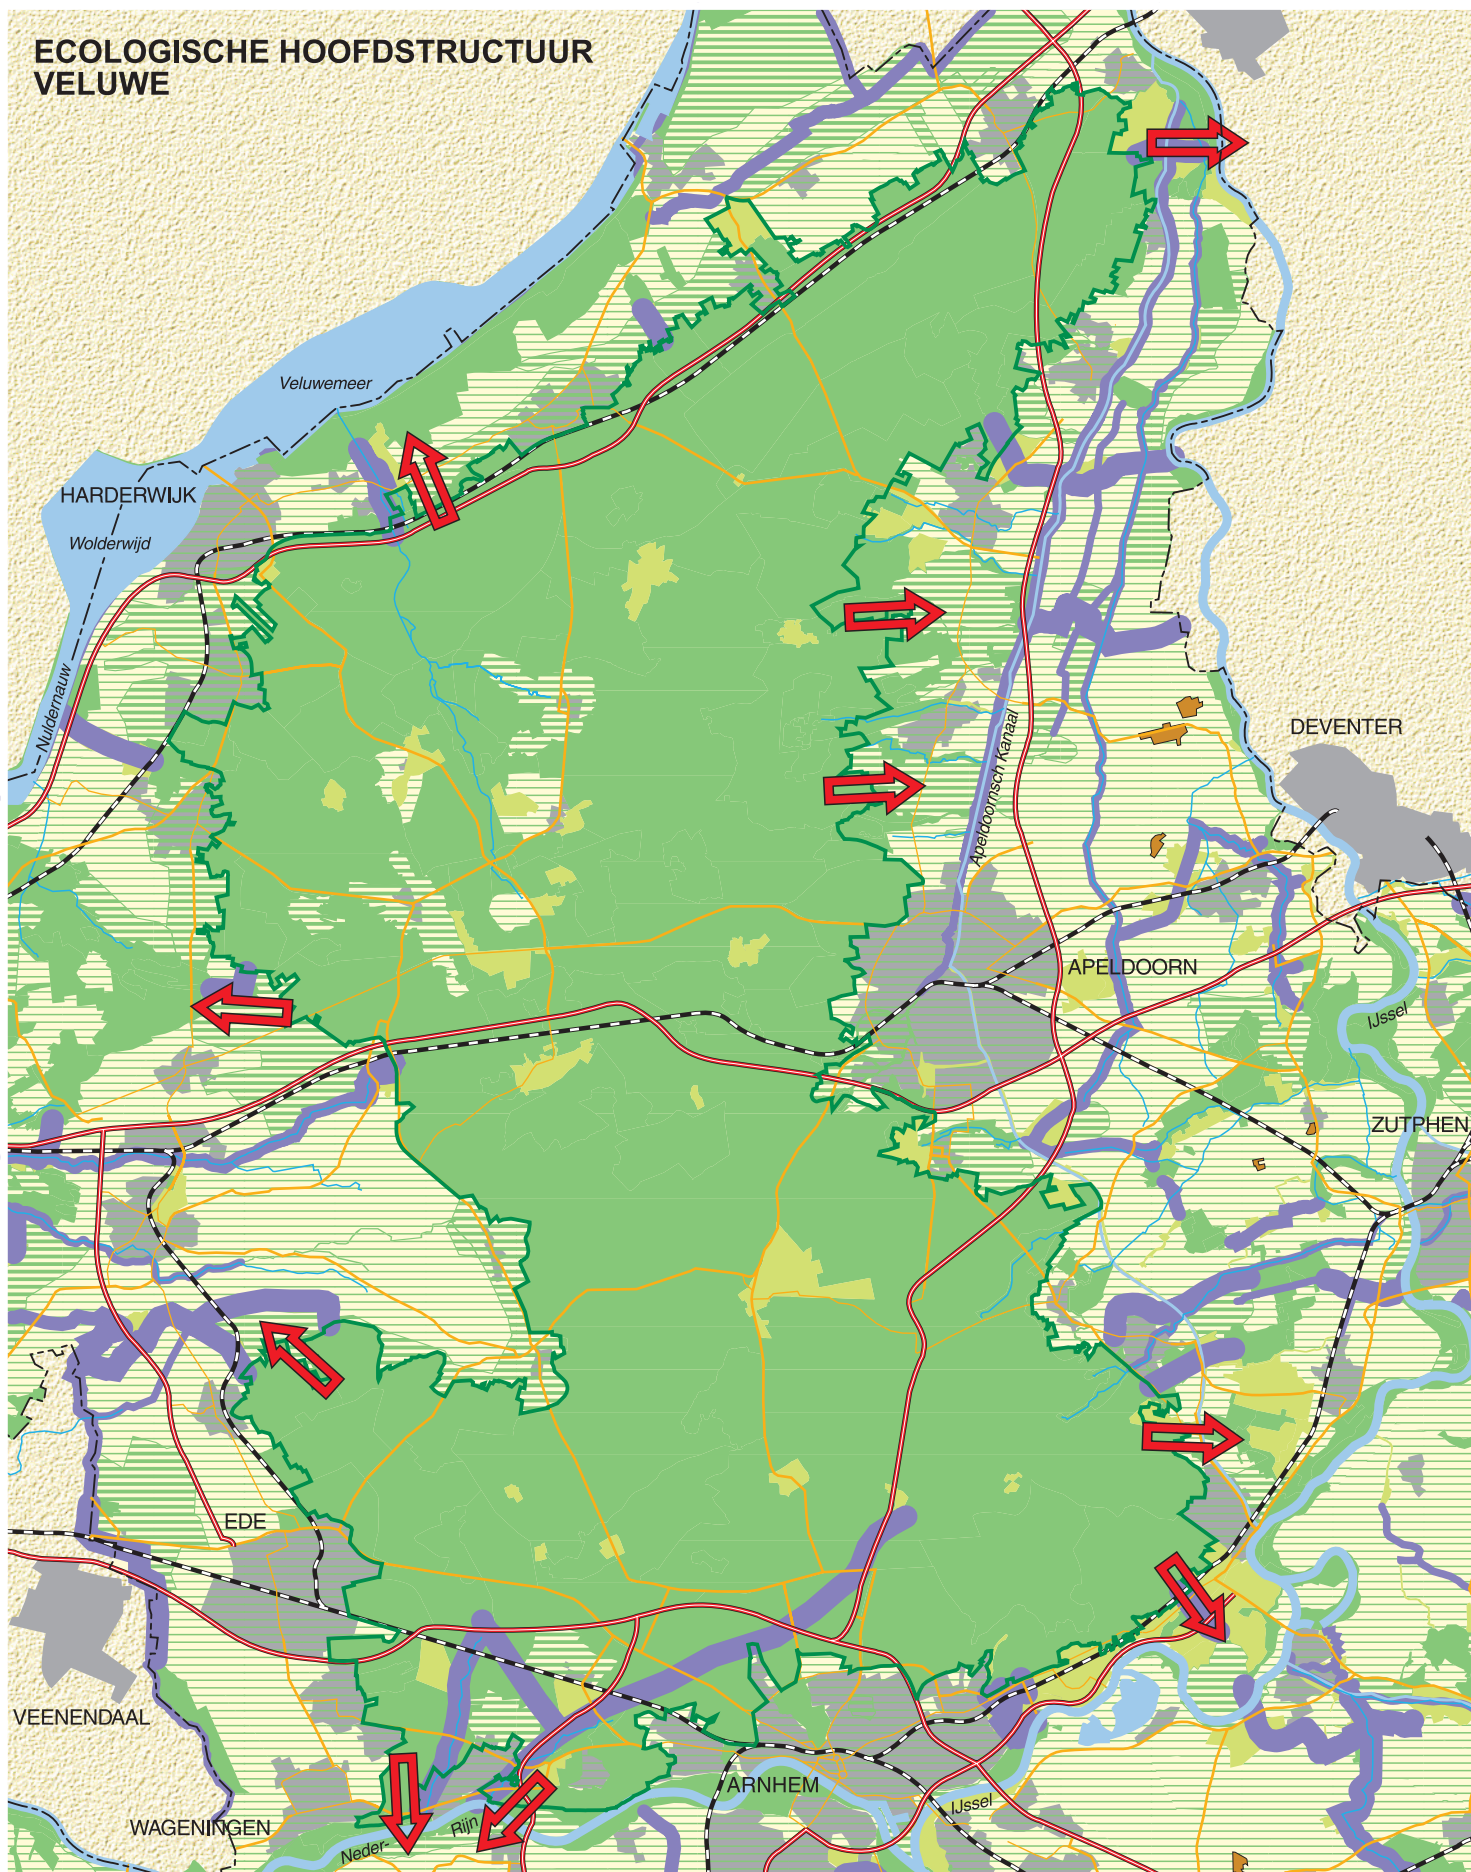 ECOLOGISCHE HOOFDSTRUCTUUR
VELUWE
Veluwemeer
HARDERWIJK
Wolderwijd
Nuldernauw
Apeldoornsch Kanaal
DEVENTER
APELDOORN
IJssel
ZUTPHEN
EDE
VEENENDAAL
WAGENINGEN
Neder-
Rijn
ARNHEM
IJssel